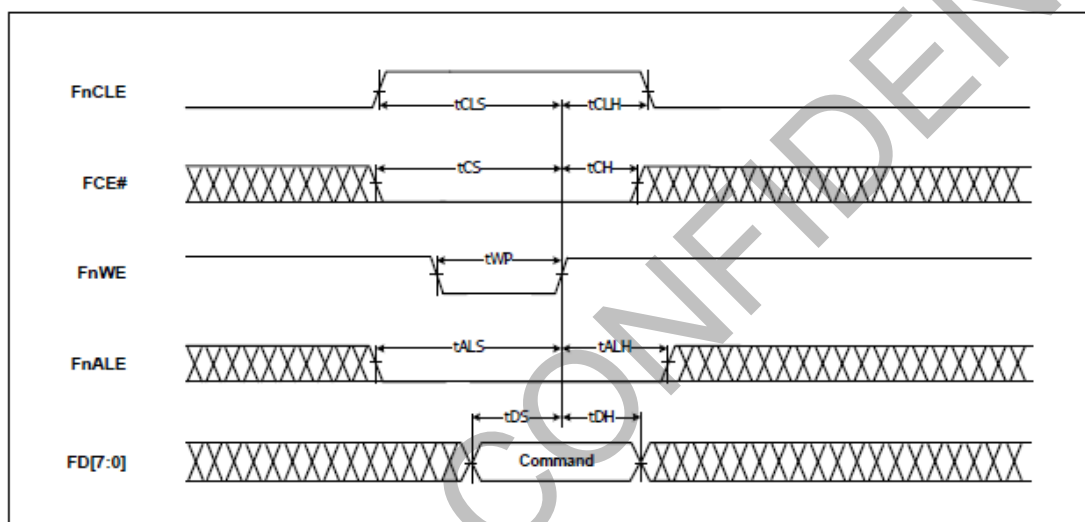 FnCLE
tCLS
tCLH
FCE#
tCS
tCH
FnWE
tWP
FnALE
tALS
tALH
FD[7:0]
tDS
tDH
Command
CONFIDEN